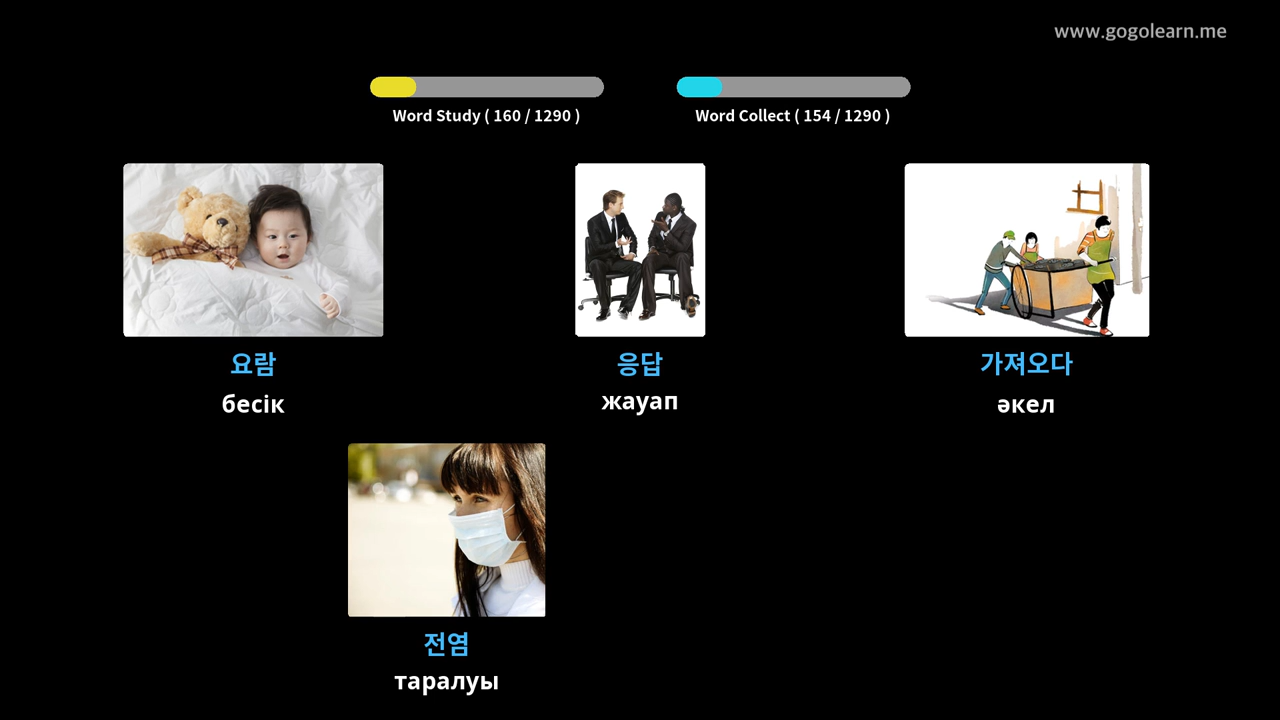 www.gogolearn.me
Word Study ( 160 / 1290 )
Word Collect ( 154 / 1290 )
요람
бесік
응답
жауап
가져오다
әкел
전염
таралуы